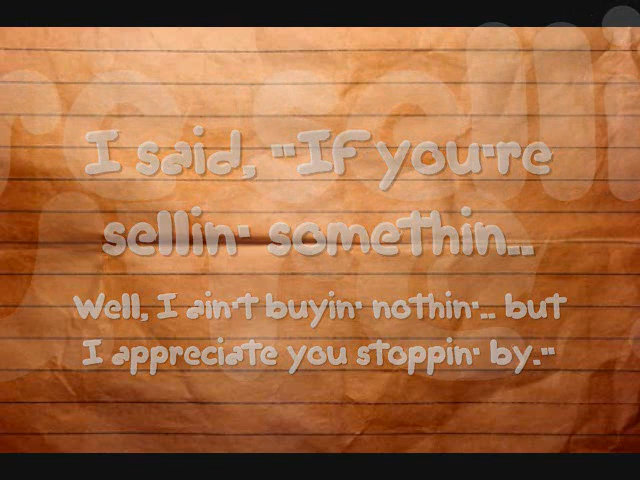 I said, "If you're
sellin' somethin...
Well, I ain't buyin' nothin'... but
I appreciate you stoppin' by."